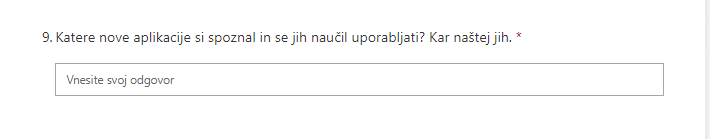 9. Katere nove aplikacije si spoznal in se jih naučil uporabljati? Kar naštej jih. *
Vnesite svoj odgovor